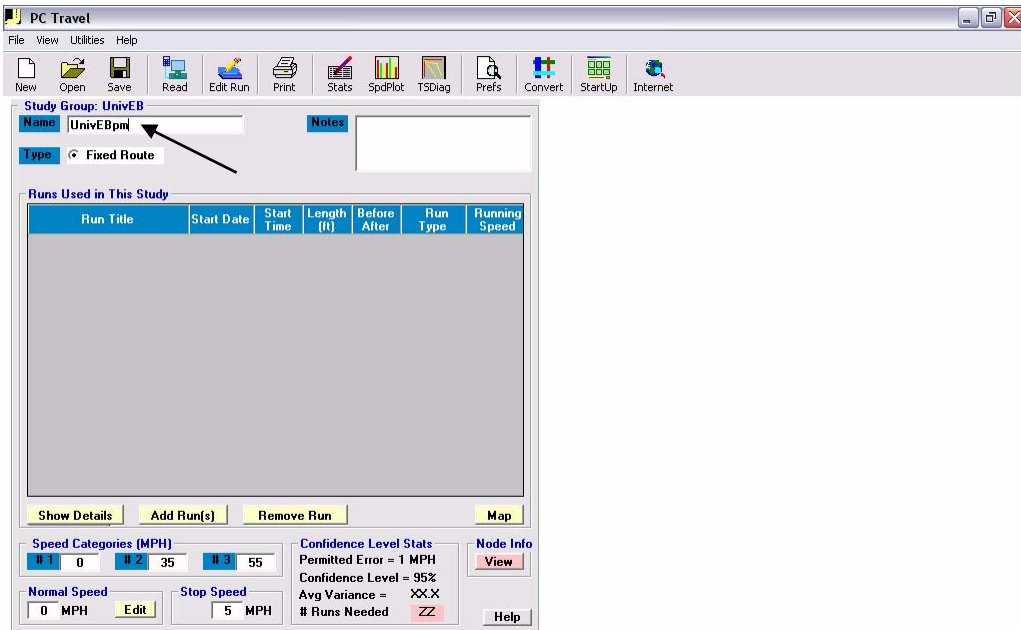 PC Travel
File View Utilities Help
New Open Save Read Edit Run Print Stats SpdPlot TSDiag Prefs Convert StartUp Internet
Study Group: UnivEB
Name UnivEBpm Notes
Type Fixed Route
Runs Used in This Study
Run Title Start Date Start Time Length (ft) Before After Run Type Running Speed
Show Details Add Run(s) Remove Run Map
Speed Categories (MPH) Confidence Level Stats Node Info
# 1 0 # 2 35 # 3 55 Permitted Error = 1 MPH View
Confidence Level = 95%
Normal Speed Stop Speed Avg Variance = XX.X
0 MPH Edit 5 MPH # Runs Needed ZZ Help